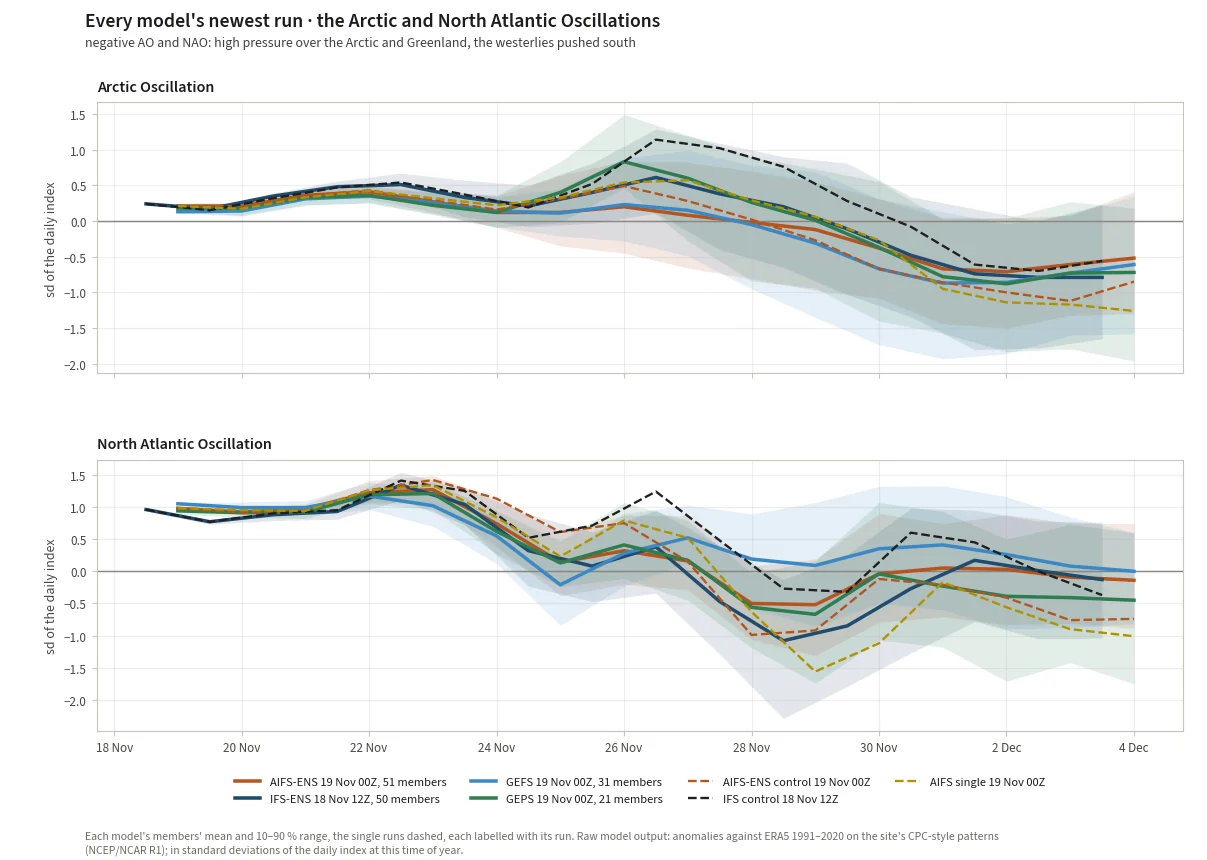 Every model's newest run · the Arctic and North Atlantic Oscillations
negative AO and NAO: high pressure over the Arctic and Greenland, the westerlies pushed south
Arctic Oscillation
sd of the daily index
1.5
1.0
0.5
0.0
−0.5
−1.0
−1.5
−2.0
North Atlantic Oscillation
sd of the daily index
1.5
1.0
0.5
0.0
−0.5
−1.0
−1.5
−2.0
18 Nov 20 Nov 22 Nov 24 Nov 26 Nov 28 Nov 30 Nov 2 Dec 4 Dec
AIFS-ENS 19 Nov 00Z, 51 members GEFS 19 Nov 00Z, 31 members AIFS-ENS control 19 Nov 00Z AIFS single 19 Nov 00Z
IFS-ENS 18 Nov 12Z, 50 members GEPS 19 Nov 00Z, 21 members IFS control 18 Nov 12Z
Each model's members' mean and 10–90 % range, the single runs dashed, each labelled with its run. Raw model output: anomalies against ERA5 1991–2020 on the site's CPC-style patterns
(NCEP/NCAR R1); in standard deviations of the daily index at this time of year.